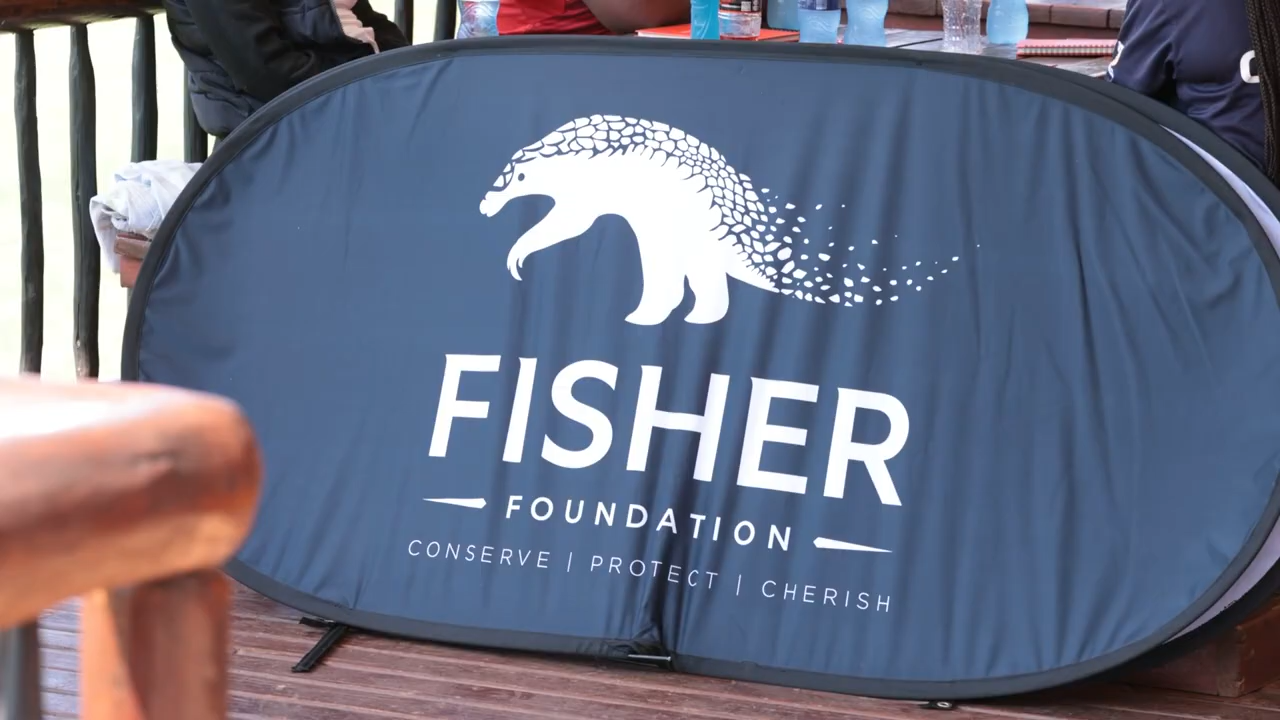 FISHER
FOUNDATION
CONSERVE | PROTECT | CHERISH